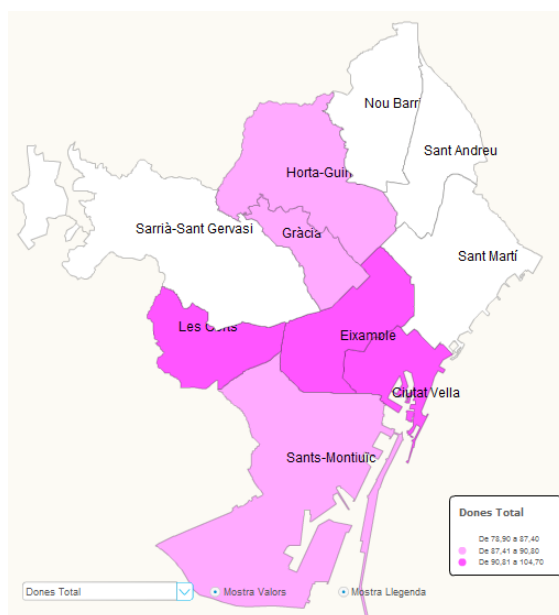 Nou Barri
Sant Andreu
Horta-Guin
Sarrià-Sant Gervasi
Gràcia
Sant Martí
Les Corts
Eixample
Ciutat Vella
Sants-Montjuïc
Dones Total
De 78,90 a 87,40
De 87,41 a 90,80
De 90,81 a 104,70
Dones Total
Mostra Valors
Mostra Llegenda